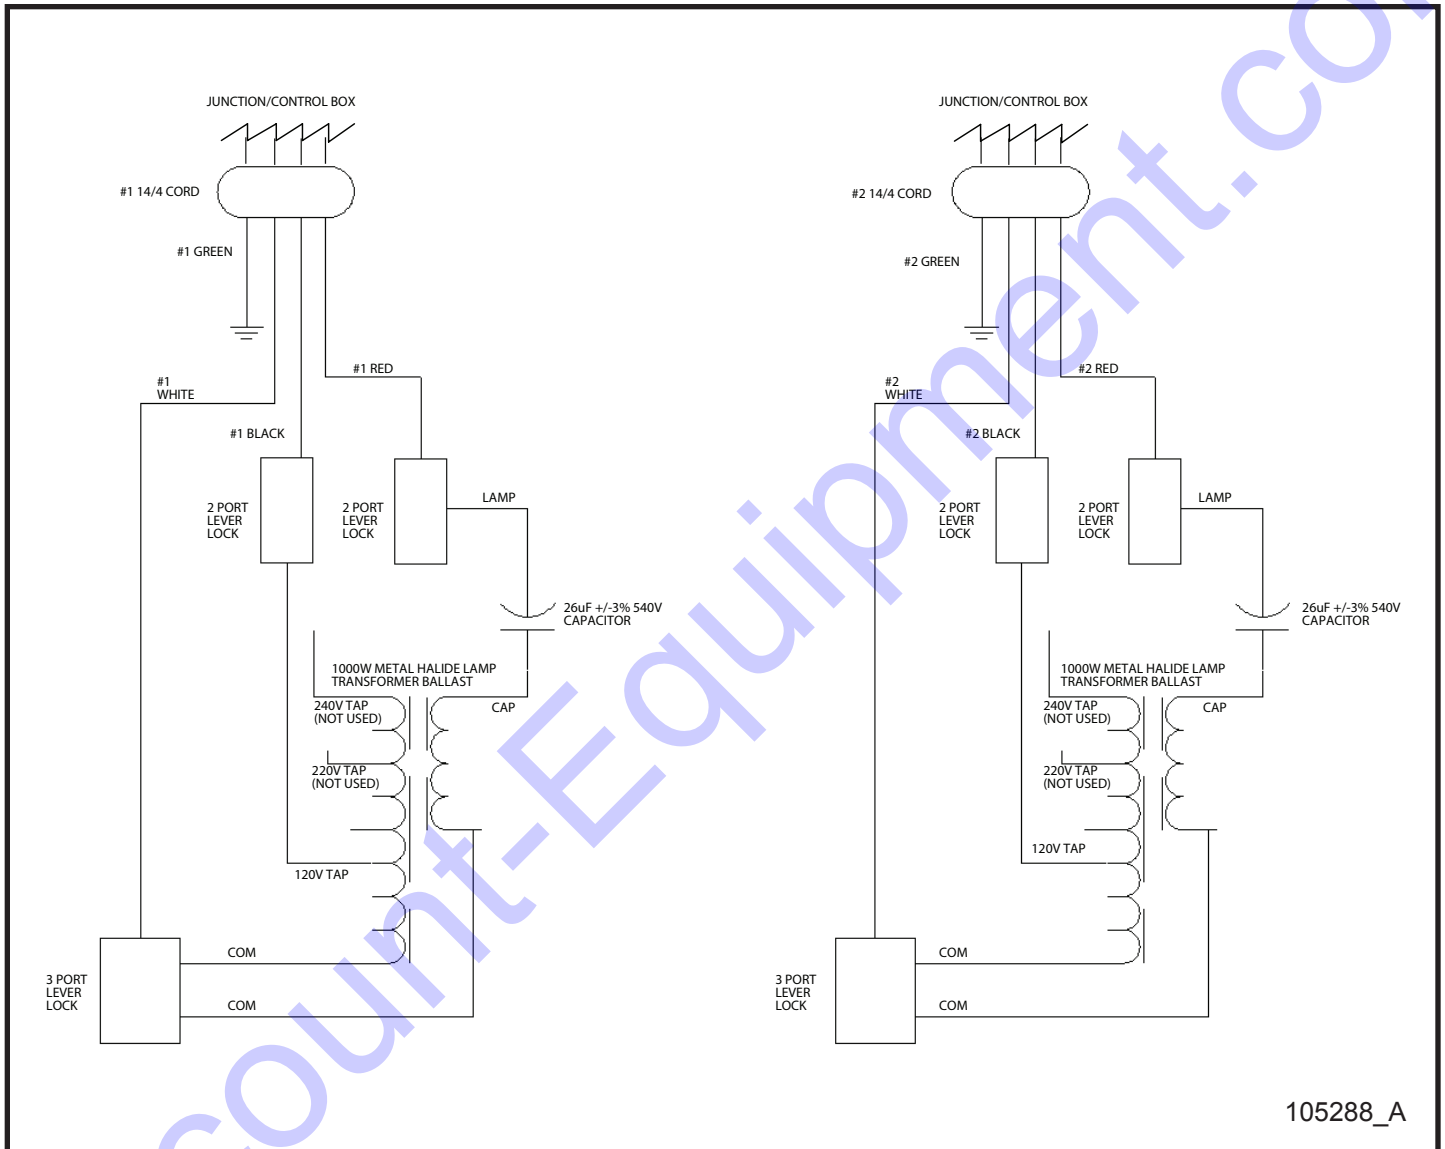 JUNCTION/CONTROL BOX
#1 14/4 CORD
#1 GREEN
#1 RED
#1
WHITE
#1 BLACK
2 PORT
LEVER
LOCK
2 PORT
LEVER
LOCK
LAMP
26uF +/-3% 540V
CAPACITOR
1000W METAL HALIDE LAMP
TRANSFORMER BALLAST
240V TAP
(NOT USED)
CAP
220V TAP
(NOT USED)
120V TAP
COM
3 PORT
LEVER
LOCK
COM
JUNCTION/CONTROL BOX
#2 14/4 CORD
#2 GREEN
#2 RED
#2
WHITE
#2 BLACK
2 PORT
LEVER
LOCK
2 PORT
LEVER
LOCK
LAMP
26uF +/-3% 540V
CAPACITOR
1000W METAL HALIDE LAMP
TRANSFORMER BALLAST
240V TAP
(NOT USED)
CAP
220V TAP
(NOT USED)
120V TAP
COM
3 PORT
LEVER
LOCK
COM
105288_A
count-Equipment.co